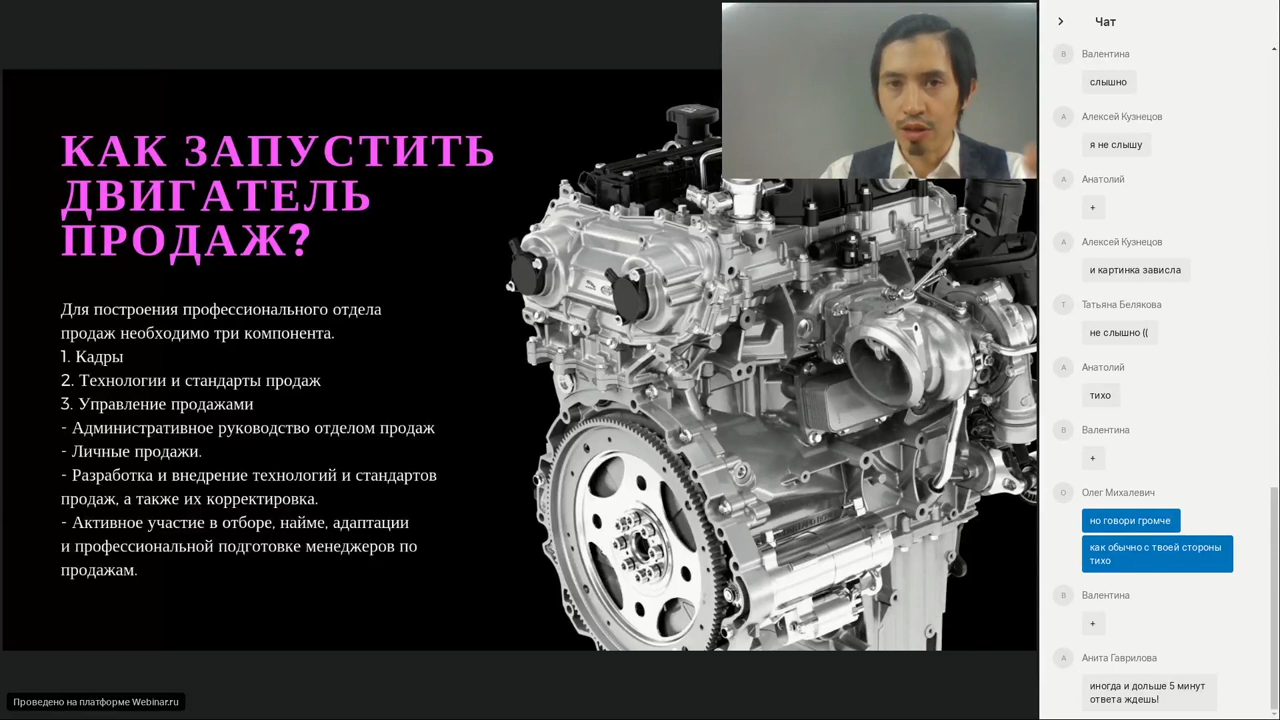 КАК ЗАПУСТИТЬ
ДВИГАТЕЛЬ
ПРОДАЖ?
Для построения профессионального отдела
продаж необходимо три компонента.
1. Кадры
2. Технологии и стандарты продаж
3. Управление продажами
- Административное руководство отделом продаж
- Личные продажи.
- Разработка и внедрение технологий и стандартов
продаж, а также их корректировка.
- Активное участие в отборе, найме, адаптации
и профессиональной подготовке менеджеров по
продажам.
Проведено на платформе Webinar.ru
Чат
В
Валентина
слышно
А
Алексей Кузнецов
я не слышу
А
Анатолий
+
А
Алексей Кузнецов
и картинка зависла
Т
Татьяна Белякова
не слышно ((
А
Анатолий
тихо
В
Валентина
+
О
Олег Михалевич
но говори громче
как обычно с твоей стороны
тихо
В
Валентина
+
А
Анита Гаврилова
иногда и дольше 5 минут
ответа ждешь!